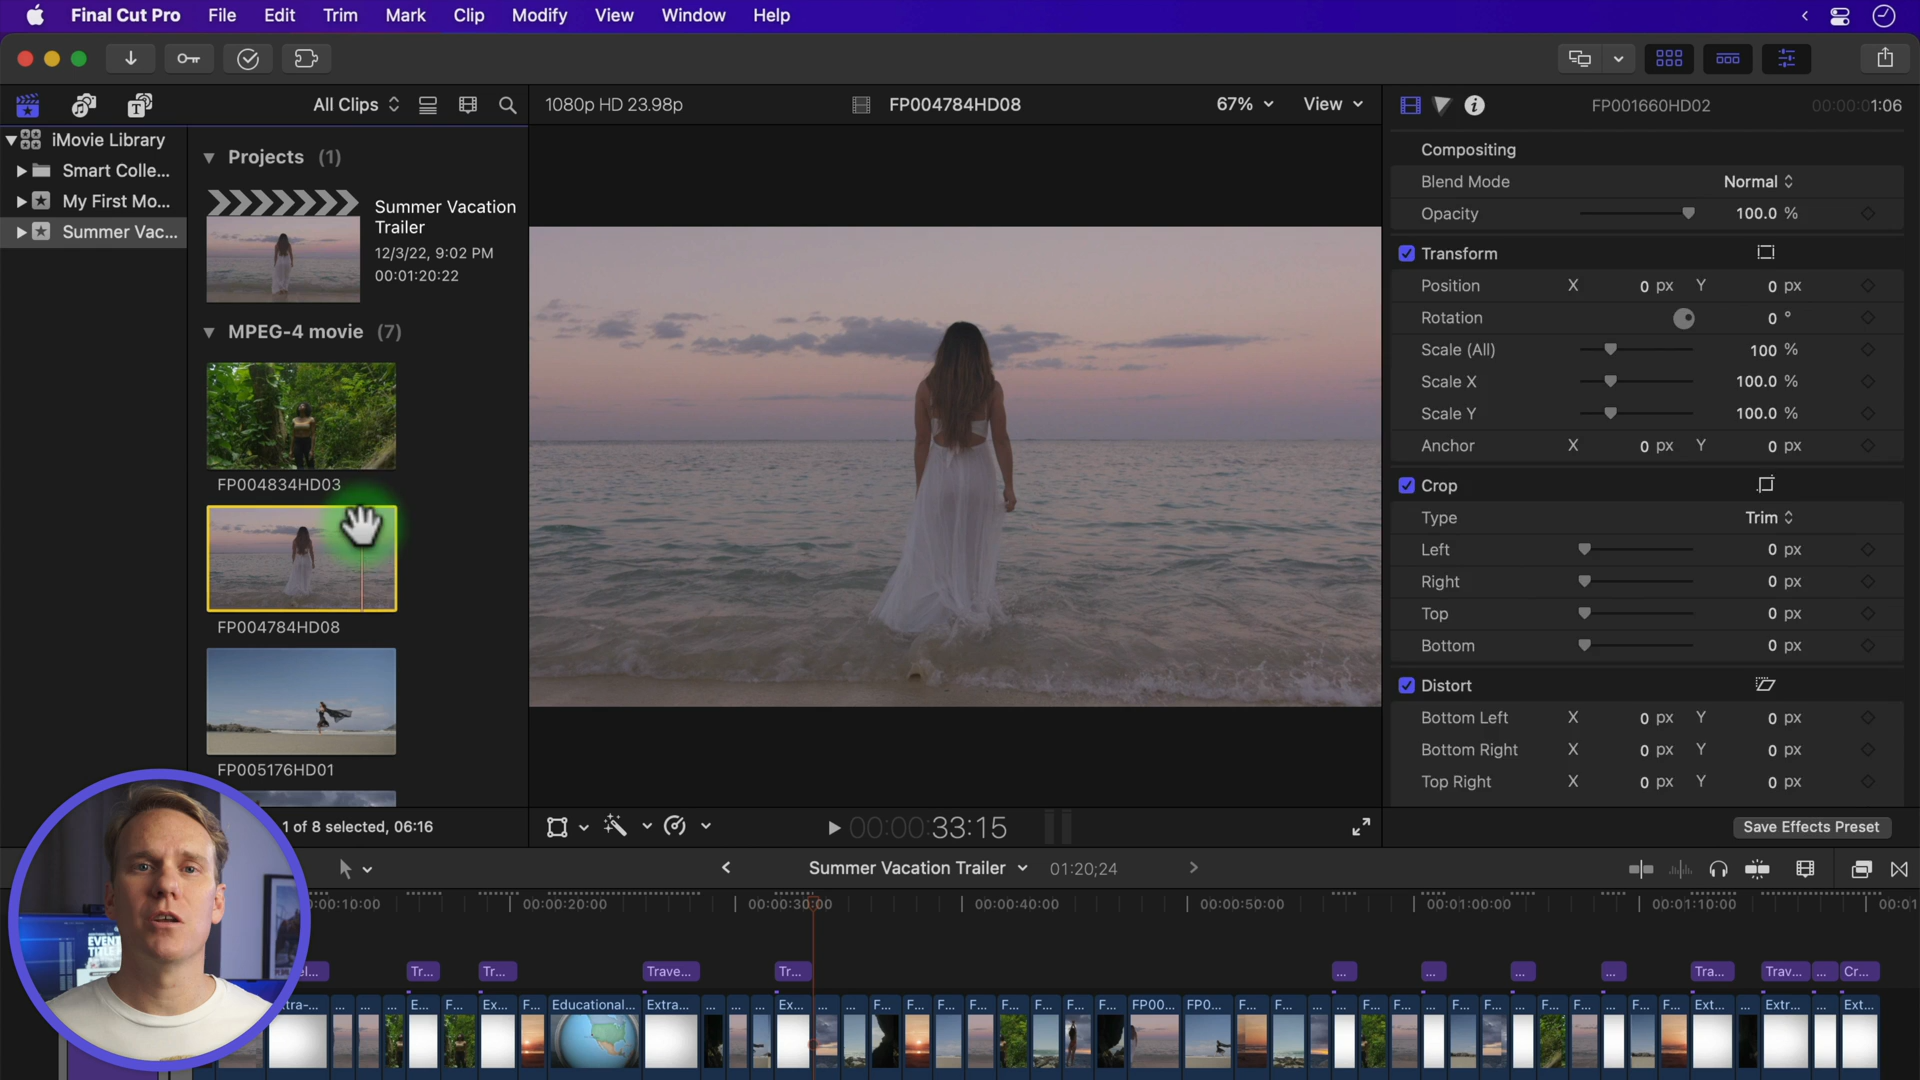 Final Cut Pro File Edit Trim Mark Clip Modify View Window Help
All Clips
1080p HD 23.98p FP004784HD08 67% View
FP001660HD02 00:00:01:06
iMovie Library
Smart Colle...
My First Mo...
Summer Vac...
Projects (1)
Summer Vacation
Trailer
12/3/22, 9:02 PM
00:01:20:22
MPEG-4 movie (7)
FP004834HD03
FP004784HD08
FP005176HD01
1 of 8 selected, 06:16
Compositing
Blend Mode Normal
Opacity 100.0 %
Transform
Position X 0 px Y 0 px
Rotation 0 °
Scale (All) 100 %
Scale X 100.0 %
Scale Y 100.0 %
Anchor X 0 px Y 0 px
Crop
Type Trim
Left 0 px
Right 0 px
Top 0 px
Bottom 0 px
Distort
Bottom Left X 0 px Y 0 px
Bottom Right X 0 px Y 0 px
Top Right X 0 px Y 0 px
00:00:33:15
Save Effects Preset
Summer Vacation Trailer 01:20;24
00:00:10:00 00:00:20:00 00:00:30:00 00:00:40:00 00:00:50:00 00:01:00:00 00:01:10:00 00:01
EVENT
TITLE H
el... Tr... Tr... Trave... Tr... ... ... ... ... Tra... Trav... ... Cr...
tra-... ... ... E... F... Ex... F... Educational... Extra... ... ... ... Ex... ... ... F... F... F... F... F... F... F... F... FP00... FP0... F... F... ... ... F... F... ... F... F... ... F... F... ... F... F... Ext... ... Extr... ... Ext...